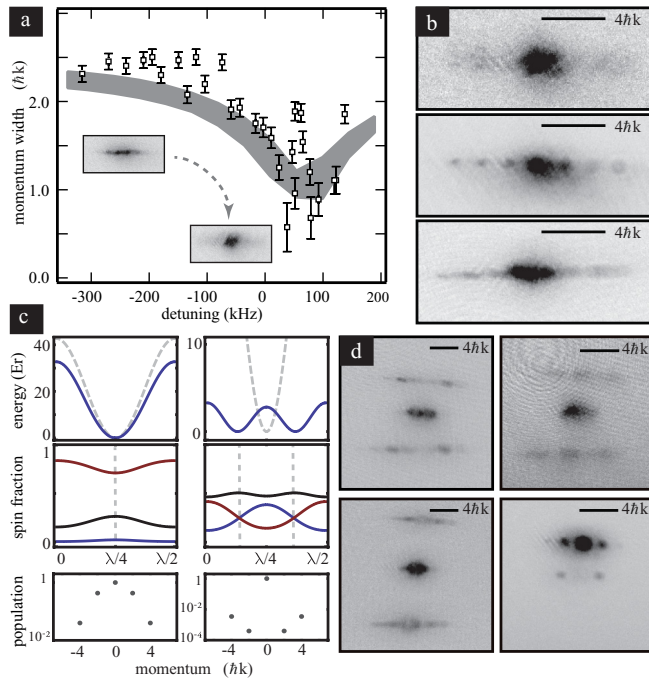 a
momentum width (ħk)
3.0
2.0
1.0
0.0
-300 -200 -100 0 100 200
detuning (kHz)
b
4ħk
4ħk
4ħk
c
energy (Er)
40
20
0
10
0
spin fraction
1
0
0 λ/4 λ/2
0 λ/4 λ/2
population
1
10-2
1
10-4
-4 0 4
-4 0 4
momentum (ħk)
d
4ħk
4ħk
4ħk
4ħk